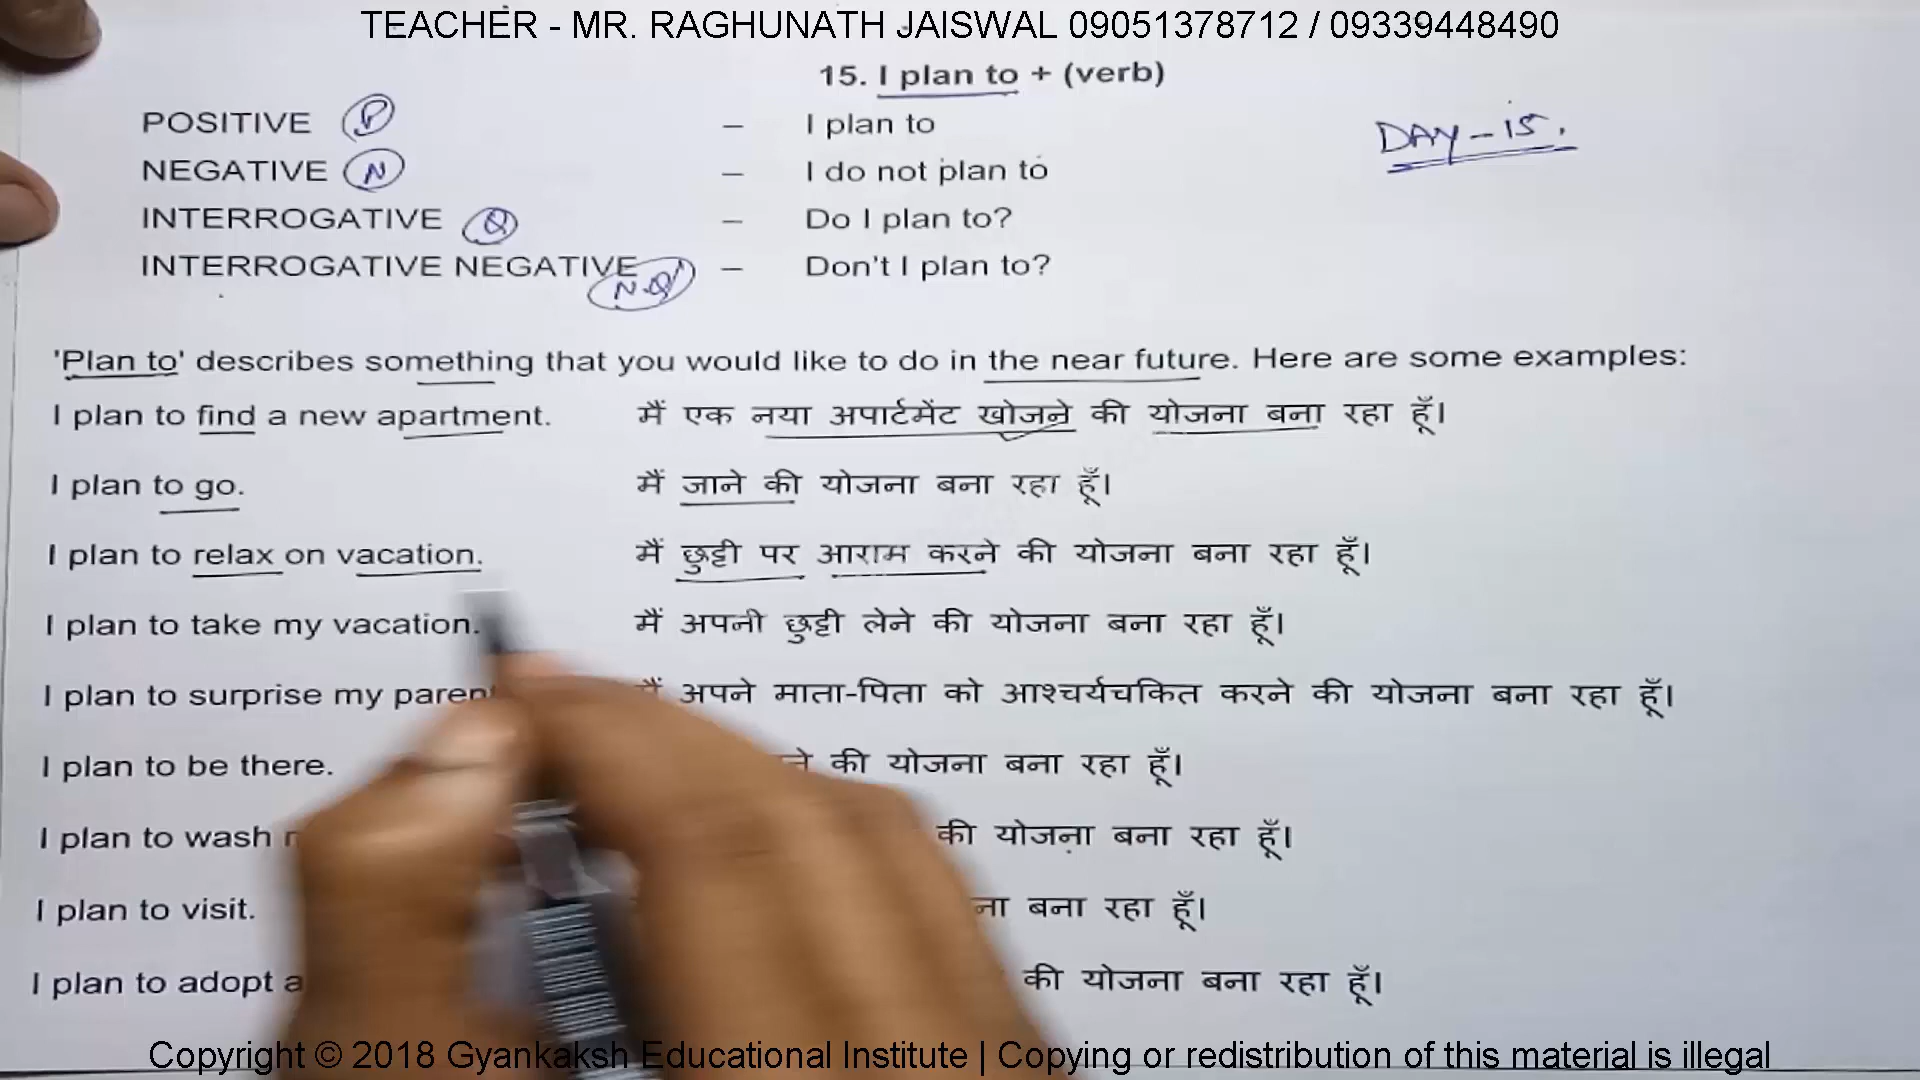 TEACHER - MR. RAGHUNATH JAISWAL 09051378712 / 09339448490
15. I plan to + (verb)
POSITIVE P – I plan to
DAY-15.
NEGATIVE N – I do not plan to
INTERROGATIVE Q – Do I plan to?
INTERROGATIVE NEGATIVE N.Q – Don't I plan to?
'Plan to' describes something that you would like to do in the near future. Here are some examples:
I plan to find a new apartment. मैं एक नया अपार्टमेंट खोजने की योजना बना रहा हूँ।
I plan to go. मैं जाने की योजना बना रहा हूँ।
I plan to relax on vacation. मैं छुट्टी पर आराम करने की योजना बना रहा हूँ।
I plan to take my vacation. मैं अपनी छुट्टी लेने की योजना बना रहा हूँ।
I plan to surprise my अपने माता-पिता को आश्चर्यचकित करने की योजना बना रहा हूँ।
I plan to be there. की योजना बना रहा हूँ।
I plan to wash की योजना बना रहा हूँ।
I plan to visit. बना रहा हूँ।
I plan to adopt a की योजना बना रहा हूँ।
Copyright © 2018 Gyankaksh Educational Institute | Copying or redistribution of this material is illegal